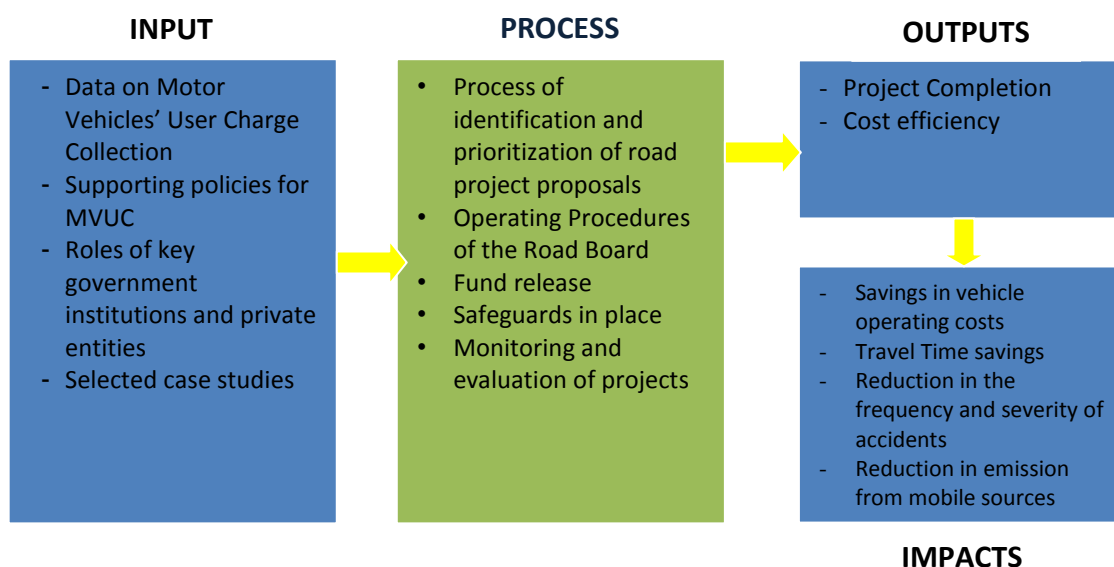 INPUT
- Data on Motor
Vehicles’ User Charge
Collection
- Supporting policies for
MVUC
- Roles of key
government
institutions and private
entities
- Selected case studies
PROCESS
• Process of
identification and
prioritization of road
project proposals
• Operating Procedures
of the Road Board
• Fund release
• Safeguards in place
• Monitoring and
evaluation of projects
OUTPUTS
- Project Completion
- Cost efficiency
- Savings in vehicle
operating costs
- Travel Time savings
- Reduction in the
frequency and severity of
accidents
- Reduction in emission
from mobile sources
IMPACTS